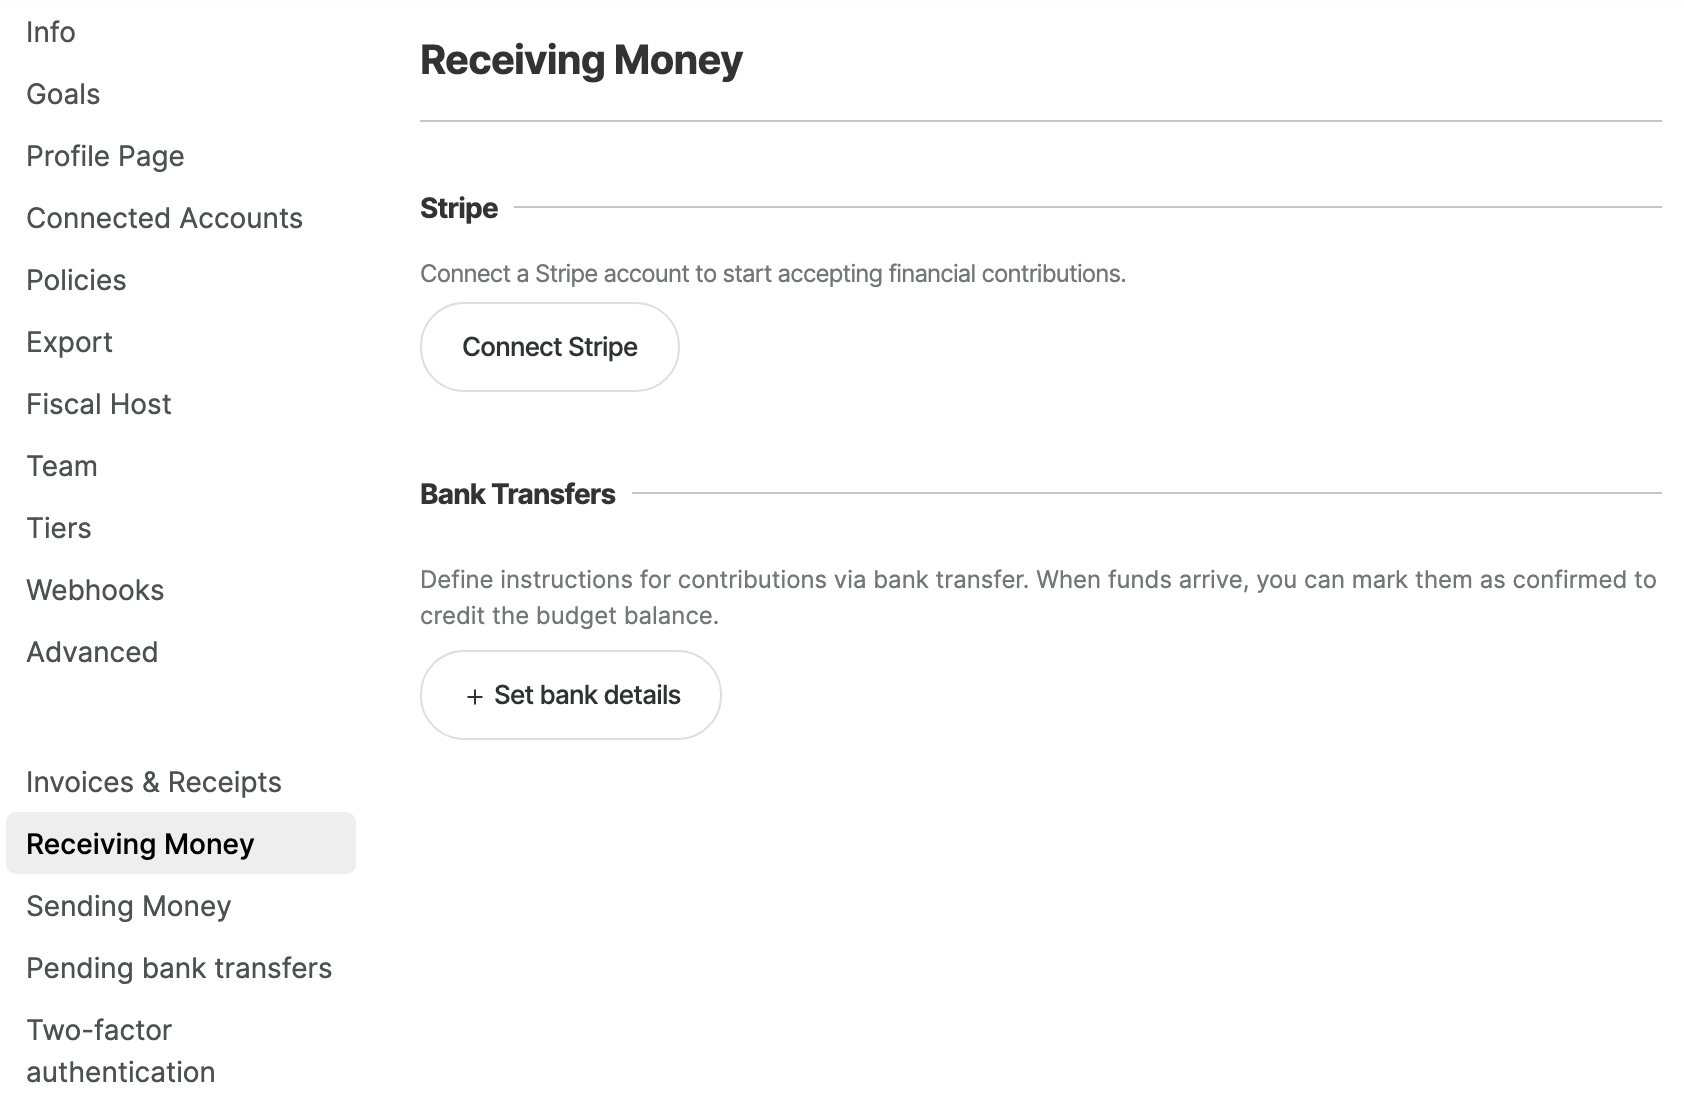 Info
Goals
Profile Page
Connected Accounts
Policies
Export
Fiscal Host
Team
Tiers
Webhooks
Advanced
Invoices & Receipts
Receiving Money
Sending Money
Pending bank transfers
Two-factor
authentication
Receiving Money
Stripe
Connect a Stripe account to start accepting financial contributions.
Connect Stripe
Bank Transfers
Define instructions for contributions via bank transfer. When funds arrive, you can mark them as confirmed to
credit the budget balance.
+ Set bank details